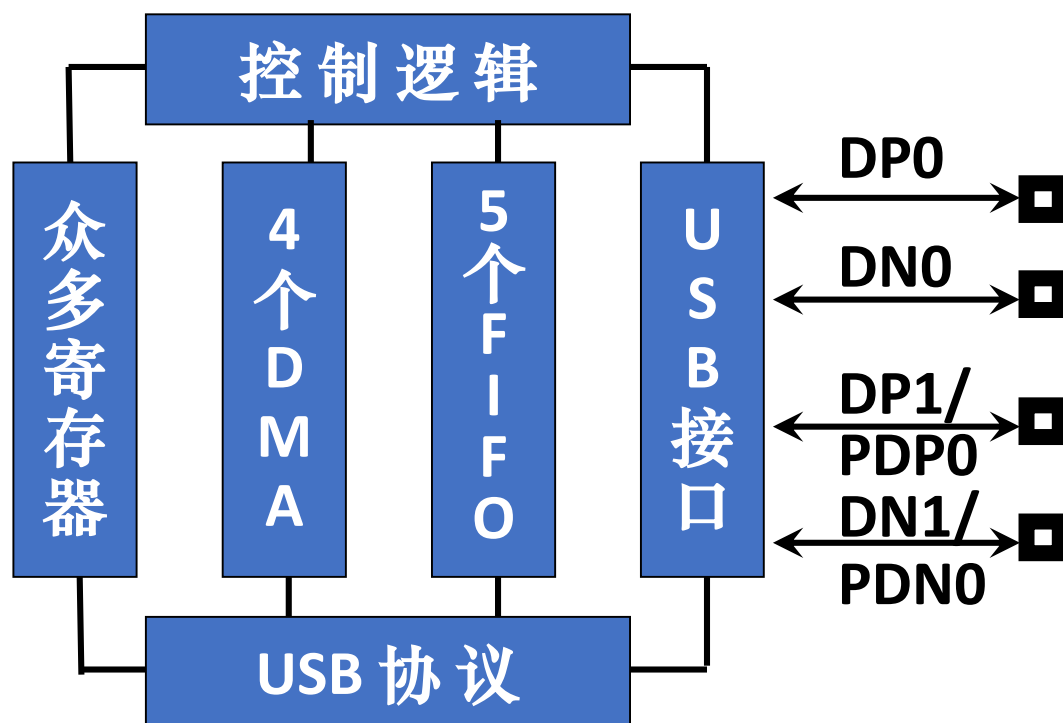 控制逻辑
众多寄存器
4个DMA
5个FIFO
USB接口
DP0
DN0
DP1/
PDP0
DN1/
PDN0
USB 协议